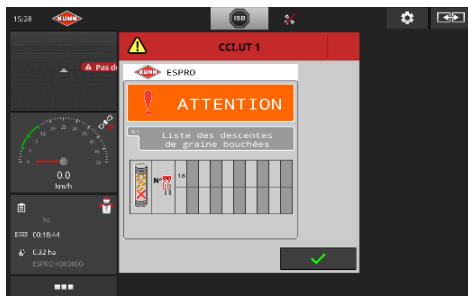 15:28
KUHN
ISB
CCI.UT 1
Pas d
KUHN ESPRO
ATTENTION
Liste des descentes
de graine bouchées
N° 18
0.0
km/h
ha
00:18:44
0.32 ha